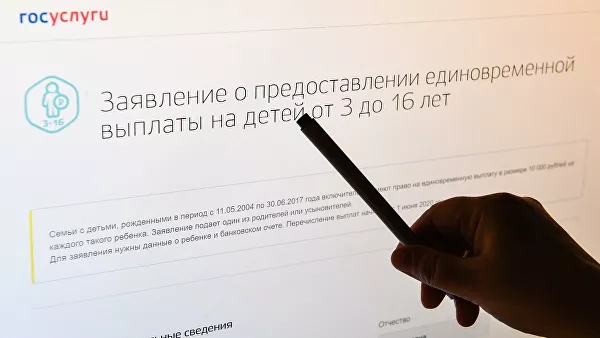 госуслуги
Заявление о предоставлении единовременной
выплаты на детей от 3 до 16 лет
3-16
Семьи с детьми, рожденными в период с 11.05.2004 по 30.06.2017 года включительно, имеют право на единовременную выплату в размере 10 000 рублей на
каждого такого ребенка. Заявление подает один из родителей или усыновителей.
Для заявления нужны данные о ребенке и банковском счете. Перечисление выплат 1 июня 2020
сведения
Отчество